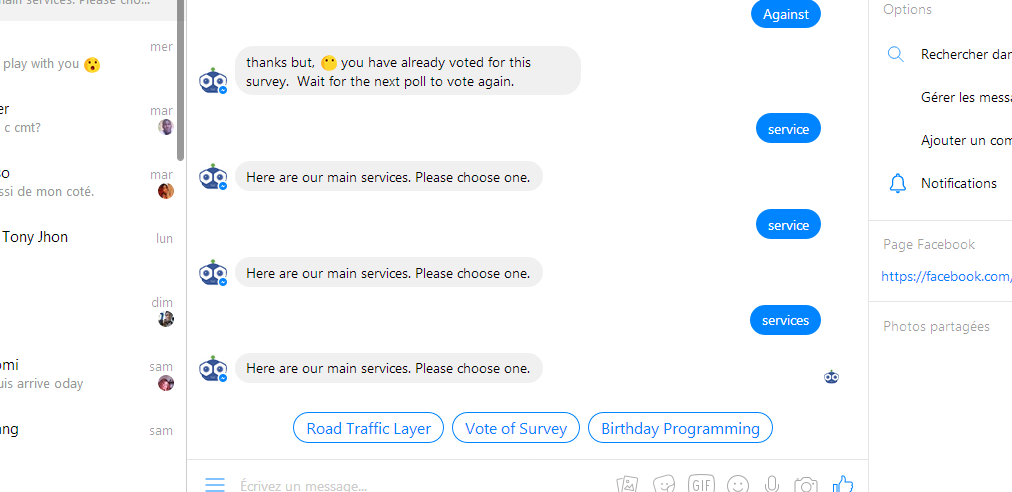 main services. Please cho...
mer
play with you 😮
er
mar
c cmt?
so
mar
ssi de mon coté.
Tony Jhon
lun
dim
omi
sam
uis arrive oday
ang
sam
Against
thanks but, 😶 you have already voted for this
survey. Wait for the next poll to vote again.
service
Here are our main services. Please choose one.
service
Here are our main services. Please choose one.
services
Here are our main services. Please choose one.
Road Traffic Layer
Vote of Survey
Birthday Programming
Écrivez un message...
GIF
Options
Rechercher dan
Gérer les messa
Ajouter un com
Notifications
Page Facebook
https://facebook.com/
Photos partagées